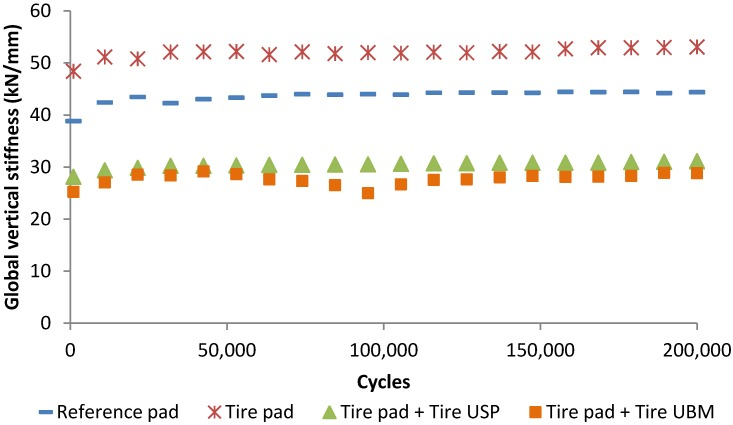 60
50
40
30
20
10
0
Global vertical stiffness (kN/mm)
0 50,000 100,000 150,000 200,000
Cycles
Reference pad Tire pad Tire pad + Tire USP Tire pad + Tire UBM